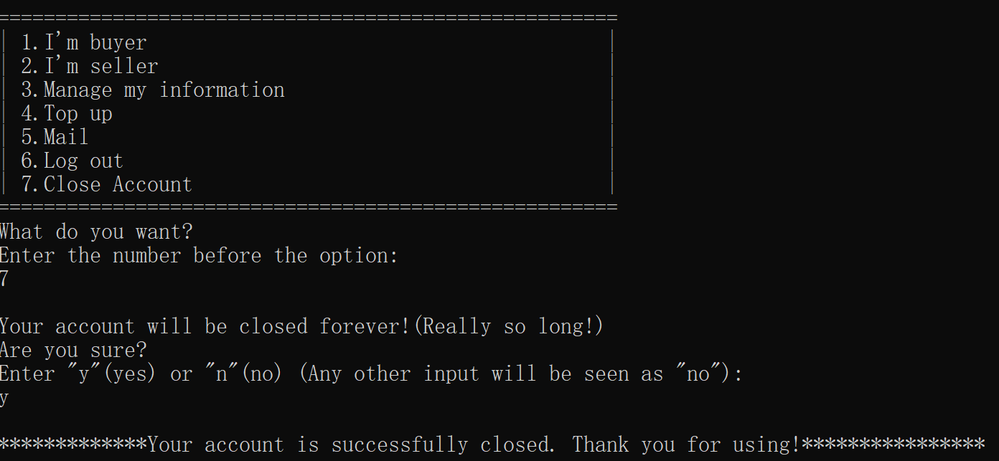 ======================================================
| 1.I'm buyer |
| 2.I'm seller |
| 3.Manage my information |
| 4.Top up |
| 5.Mail |
| 6.Log out |
| 7.Close Account |
======================================================
What do you want?
Enter the number before the option:
7
Your account will be closed forever!(Really so long!)
Are you sure?
Enter "y"(yes) or "n"(no) (Any other input will be seen as "no"):
y
*************Your account is successfully closed. Thank you for using!****************